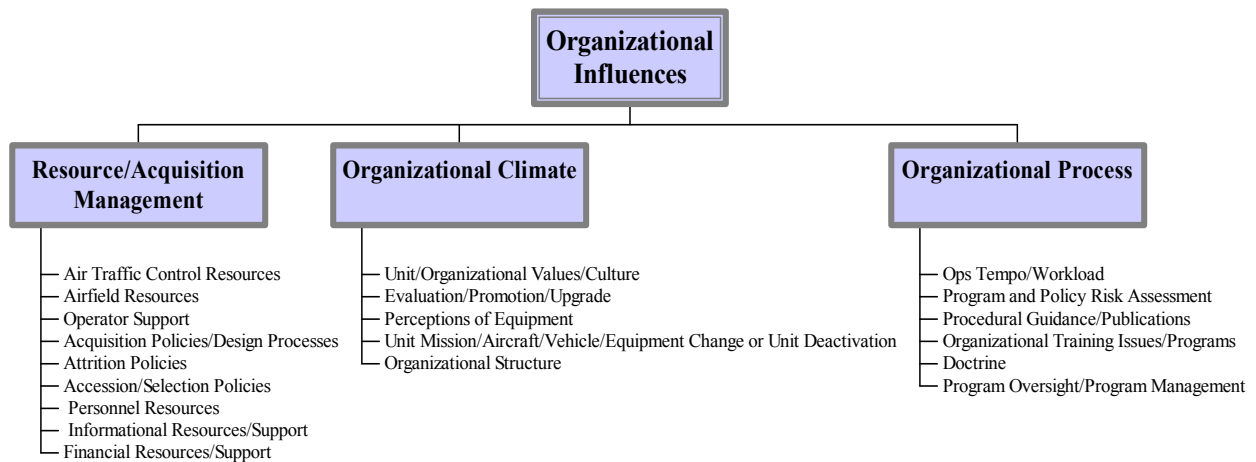 Organizational
Influences
Resource/Acquisition
Management
Air Traffic Control Resources
Airfield Resources
Operator Support
Acquisition Policies/Design Processes
Attrition Policies
Accession/Selection Policies
Personnel Resources
Informational Resources/Support
Financial Resources/Support
Organizational Climate
Unit/Organizational Values/Culture
Evaluation/Promotion/Upgrade
Perceptions of Equipment
Unit Mission/Aircraft/Vehicle/Equipment Change or Unit Deactivation
Organizational Structure
Organizational Process
Ops Tempo/Workload
Program and Policy Risk Assessment
Procedural Guidance/Publications
Organizational Training Issues/Programs
Doctrine
Program Oversight/Program Management